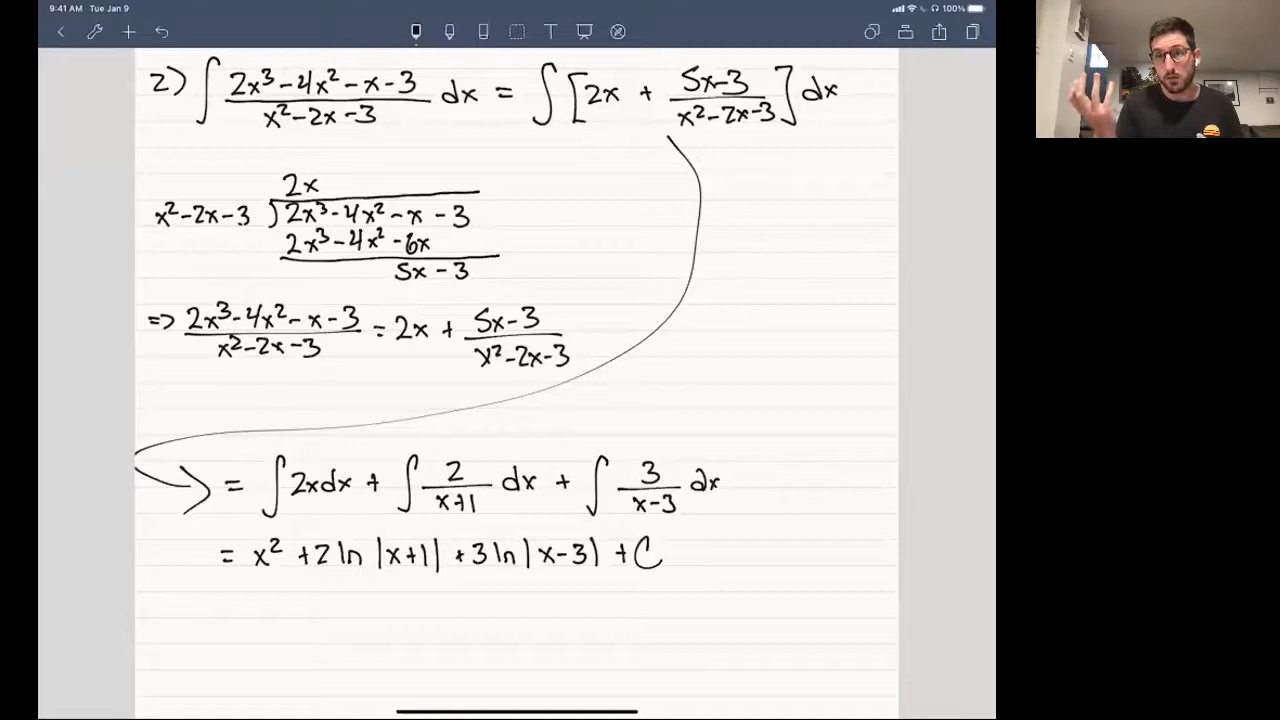 9:41 AM Tue Jan 9
100%
2) ∫ (2x³-4x²-x-3)/(x²-2x-3) dx = ∫ [2x + (5x-3)/(x²-2x-3)] dx
2x
x²-2x-3 ) 2x³-4x²-x-3
2x³-4x²-6x
5x-3
=> (2x³-4x²-x-3)/(x²-2x-3) = 2x + (5x-3)/(x²-2x-3)
= ∫ 2xdx + ∫ 2/(x+1) dx + ∫ 3/(x-3) dx
= x² + 2 ln |x+1| + 3 ln |x-3| + C